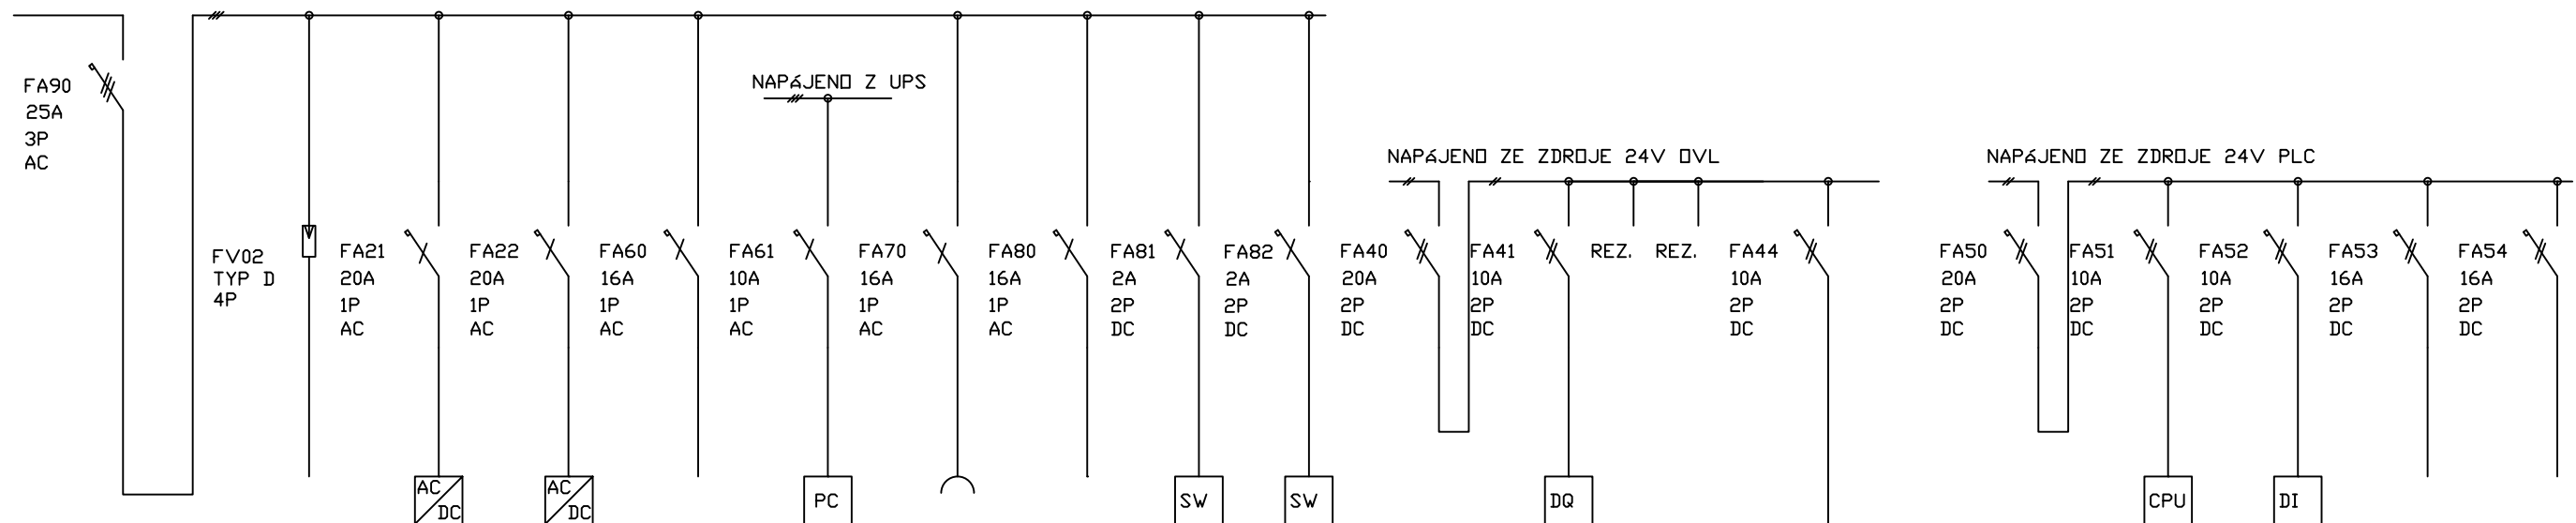 FA90
25A
3P
AC
FV02
TYP D
4P
FA21
20A
1P
AC
AC
DC
FA22
20A
1P
AC
AC
DC
FA60
16A
1P
AC
NAPÁJENO Z UPS
FA61
10A
1P
AC
PC
FA70
16A
1P
AC
FA80
16A
1P
AC
FA81
2A
2P
DC
SW
FA82
2A
2P
DC
SW
NAPÁJENO ZE ZDROJE 24V OVL
FA40
20A
2P
DC
FA41
10A
2P
DC
DQ
REZ.
REZ.
FA44
10A
2P
DC
NAPÁJENO ZE ZDROJE 24V PLC
FA50
20A
2P
DC
FA51
10A
2P
DC
CPU
FA52
10A
2P
DC
DI
FA53
16A
2P
DC
FA54
16A
2P
DC